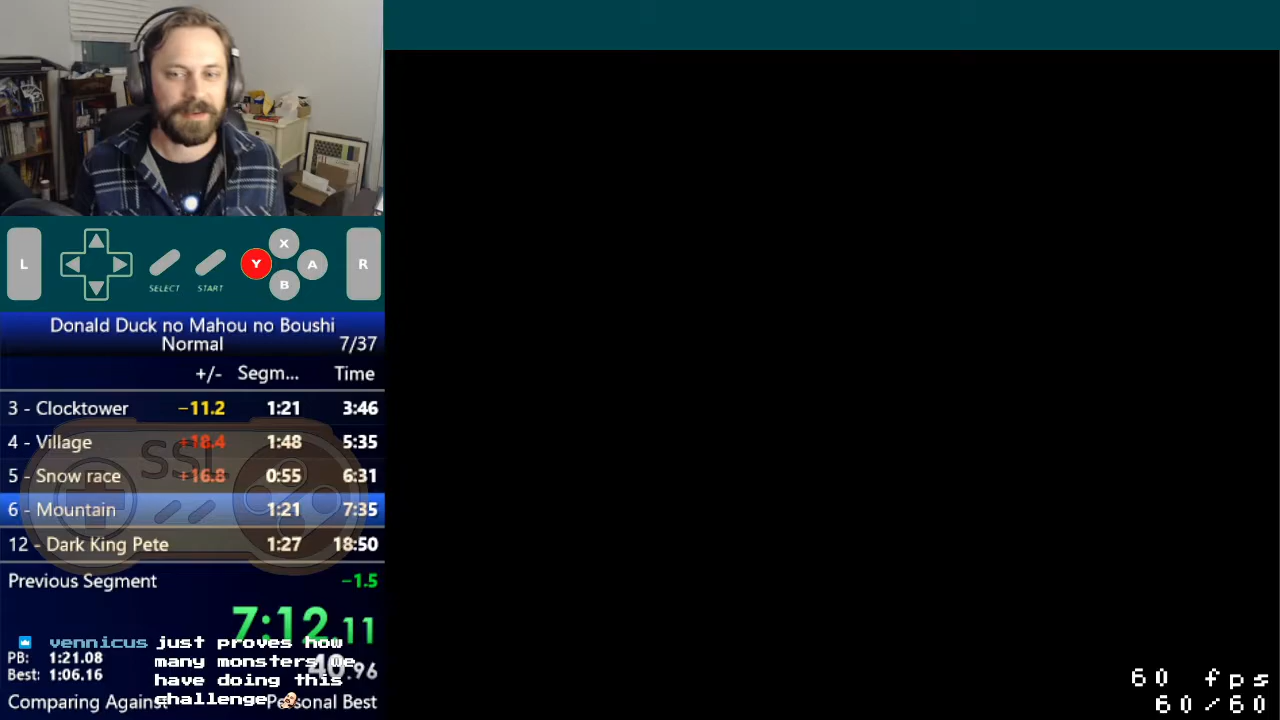 L
SELECT
START
X
Y
A
B
R
Donald Duck no Mahou no Boushi
Normal 7/37
+/- Segm... Time
3 - Clocktower −11.2 1:21 3:46
4 - Village +18.4 1:48 5:35
5 - Snow race +16.8 0:55 6:31
6 - Mountain 1:21 7:35
12 - Dark King Pete 1:27 18:50
Previous Segment −1.5
7:12.11
vennicus just proves how
many monsters we
have doing this
challenge
PB: 1:21.08
Best: 1:06.16
40.96
Comparing Against Personal Best
SSL
60 fps
60/60